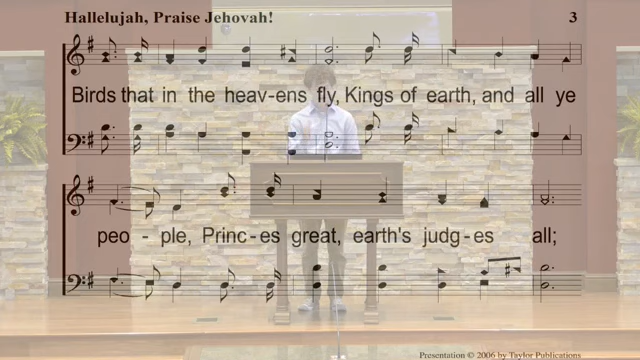 Hallelujah, Praise Jehovah! 3
Birds that in the heav-ens fly, Kings of earth, and all ye
peo - ple, Princ-es great, earth's judg-es all;
Presentation © 2006 by Taylor Publications